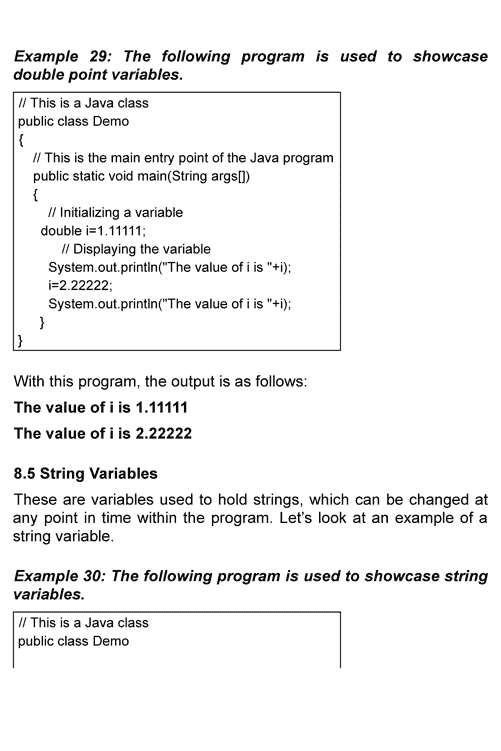 Example 29: The following program is used to showcase
double point variables.
// This is a Java class
public class Demo
{
// This is the main entry point of the Java program
public static void main(String args[])
{
// Initializing a variable
double i=1.11111;
// Displaying the variable
System.out.println("The value of i is "+i);
i=2.22222;
System.out.println("The value of i is "+i);
}
}
With this program, the output is as follows:
The value of i is 1.11111
The value of i is 2.22222
8.5 String Variables
These are variables used to hold strings, which can be changed at
any point in time within the program. Let’s look at an example of a
string variable.
Example 30: The following program is used to showcase string
variables.
// This is a Java class
public class Demo